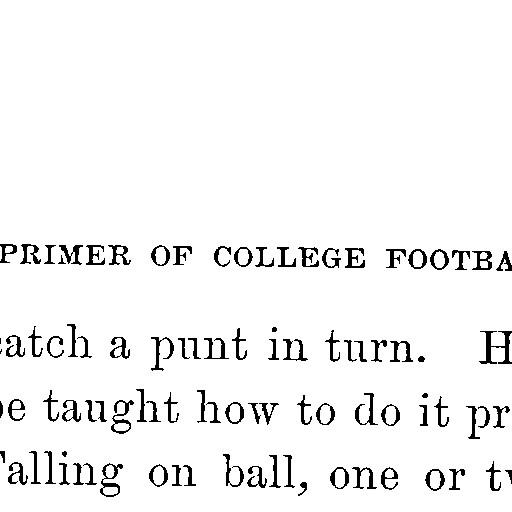 PRIMER OF COLLEGE FOOTBA
catch a punt in turn. H
be taught how to do it pr
Falling on ball, one or tw